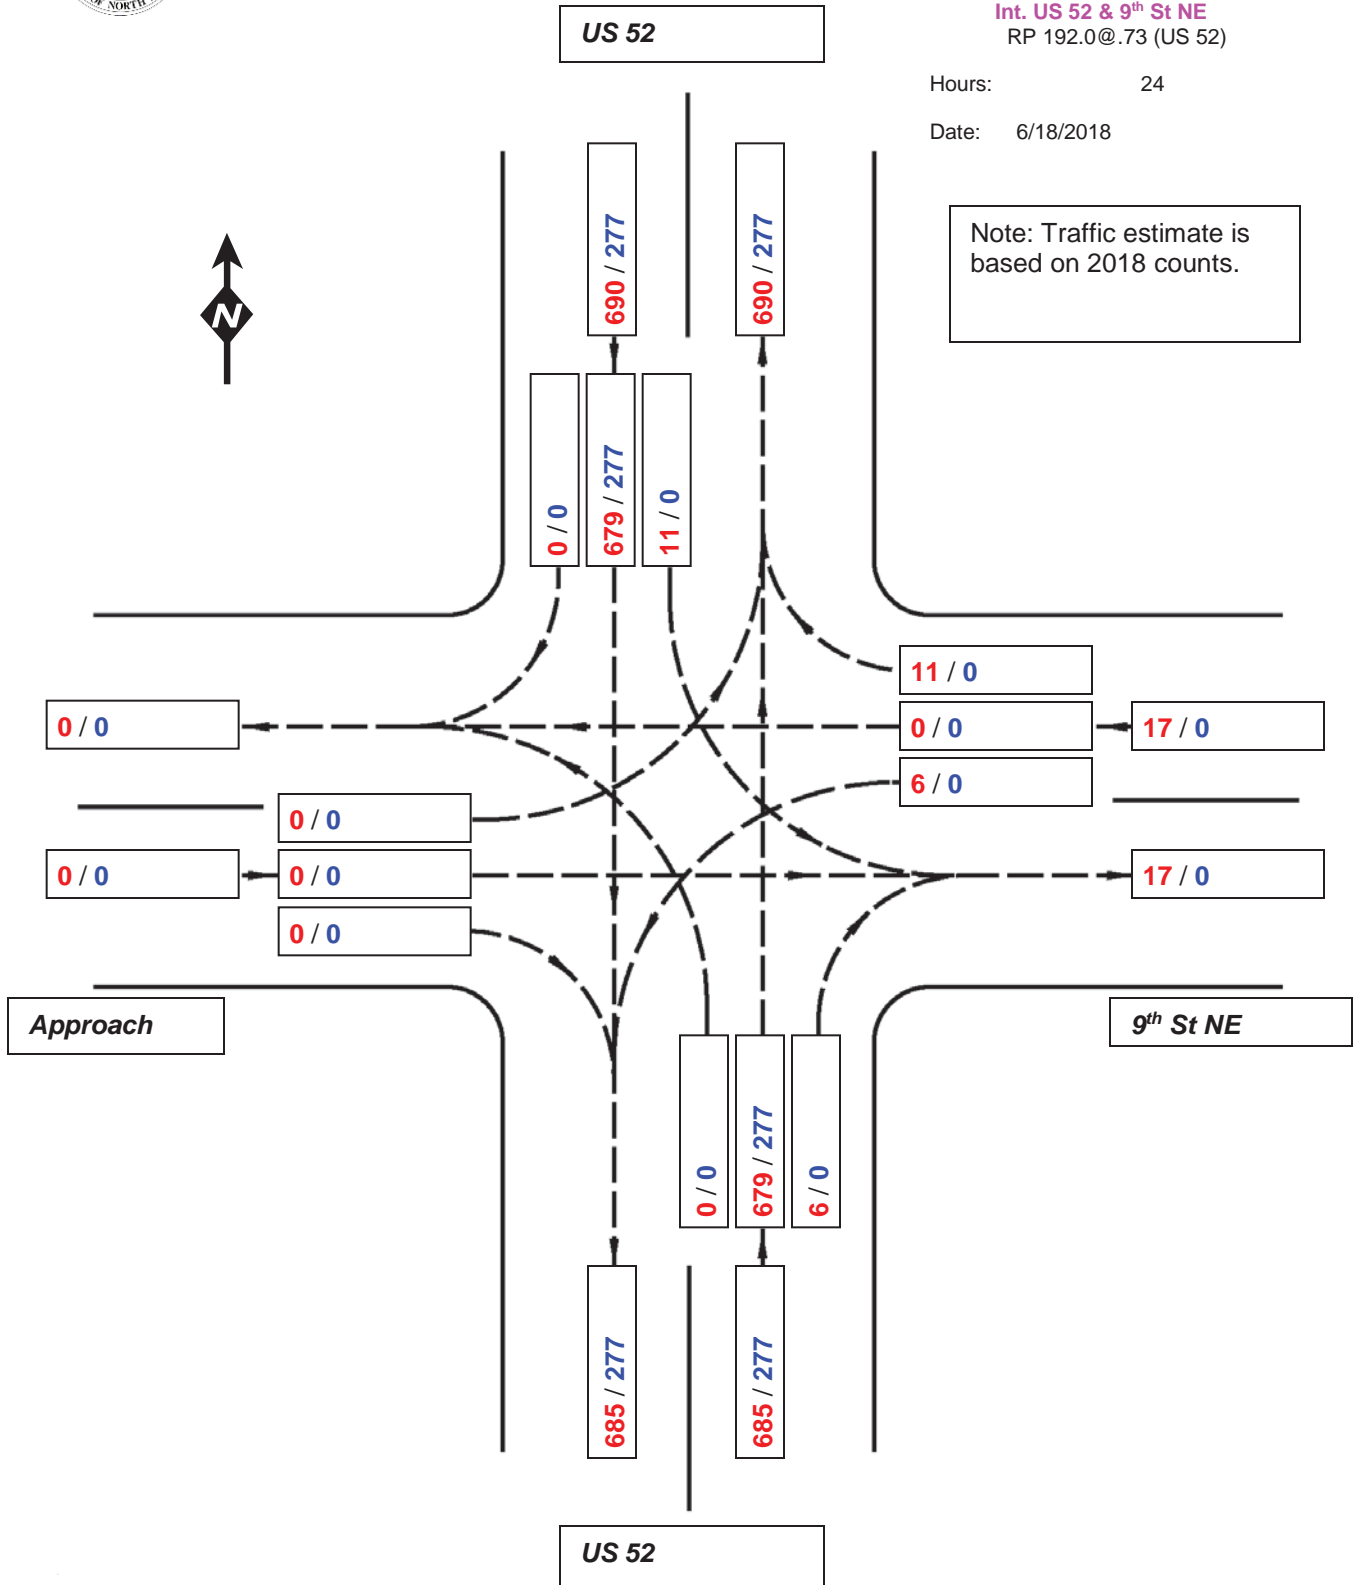 OF NORTH
US 52
Int. US 52 & 9th St NE
RP 192.0@.73 (US 52)
Hours: 24
Date: 6/18/2018
Note: Traffic estimate is
based on 2018 counts.
N
690 / 277
690 / 277
0 / 0
679 / 277
11 / 0
11 / 0
0 / 0
0 / 0
17 / 0
6 / 0
0 / 0
0 / 0
0 / 0
17 / 0
0 / 0
Approach
9th St NE
0 / 0
679 / 277
6 / 0
685 / 277
685 / 277
US 52